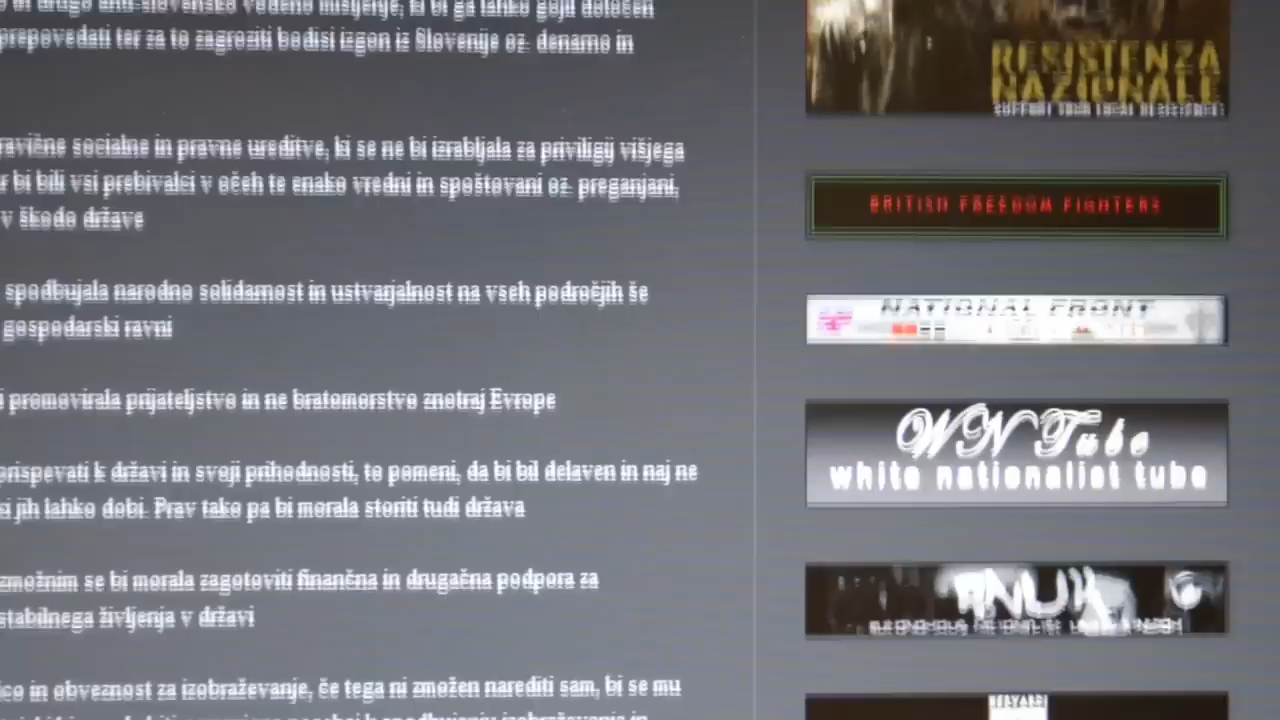 prepovedati ter za to zagroziti bodisi izgon iz Slovenije oz. denarno in
socialne in pravne ureditve, ki se ne bi izrabljala za priviligij višjega
bi bili vsi prebivalci v očeh te enako vredni in spoštovani oz. preganjani,
v škodo države
spodbujala narodno solidarnost in ustvarjalnost na vseh področjih še
gospodarski ravni
promovirala prijateljstvo in ne bratomorstvo znotraj Evrope
prispevati k državi in svoji prihodnosti, to pomeni, da bi bil delaven in naj ne
jih lahko dobi. Prav tako pa bi morala storiti tudi država
se bi morala zagotoviti finančna in drugačna podpora za
stabilnega življenja v državi
in obveznost za izobraževanje, če tega ni zmožen narediti sam, bi se mu
RESISTENZA
NAZIONALE
SUPPORT YOUR LOCAL RESISTENCE
BRITISH FREEDOM FIGHTERS
NATIONAL FRONT
WN Tube
white nationalist tube
ANUK